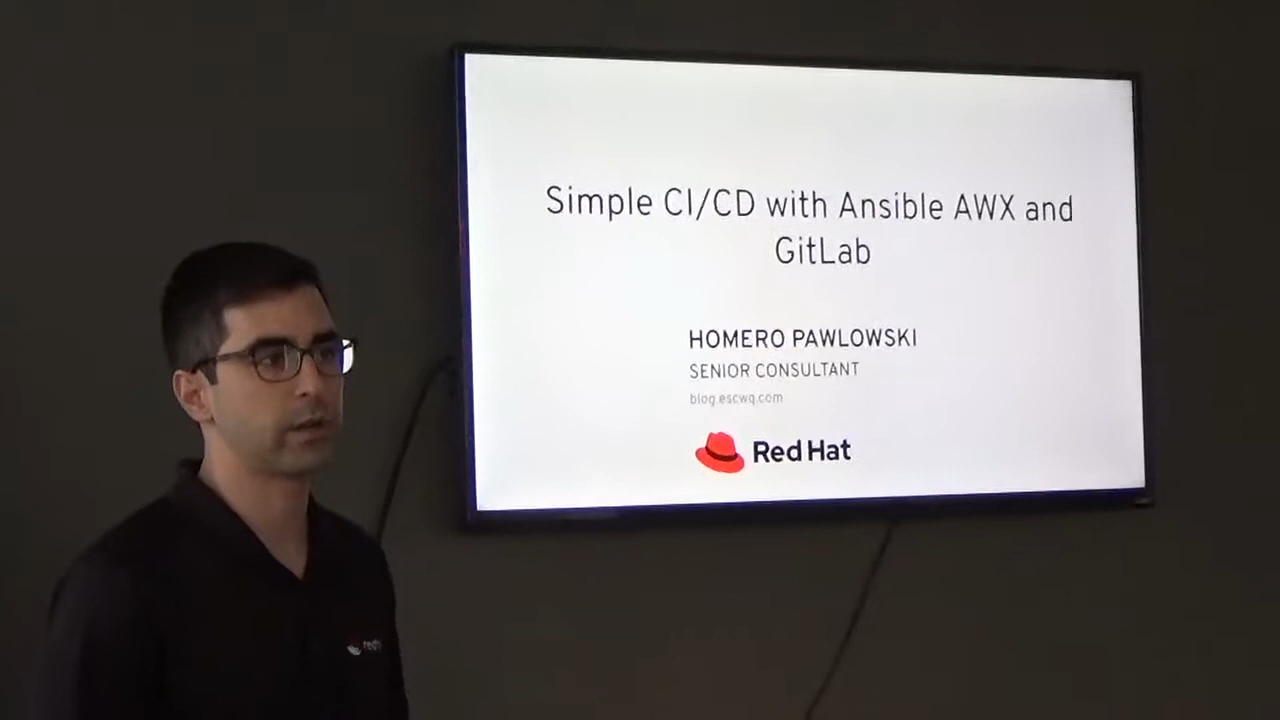 Simple CI/CD with Ansible AWX and
GitLab
HOMERO PAWLOWSKI
SENIOR CONSULTANT
blog.escwq.com
Red Hat